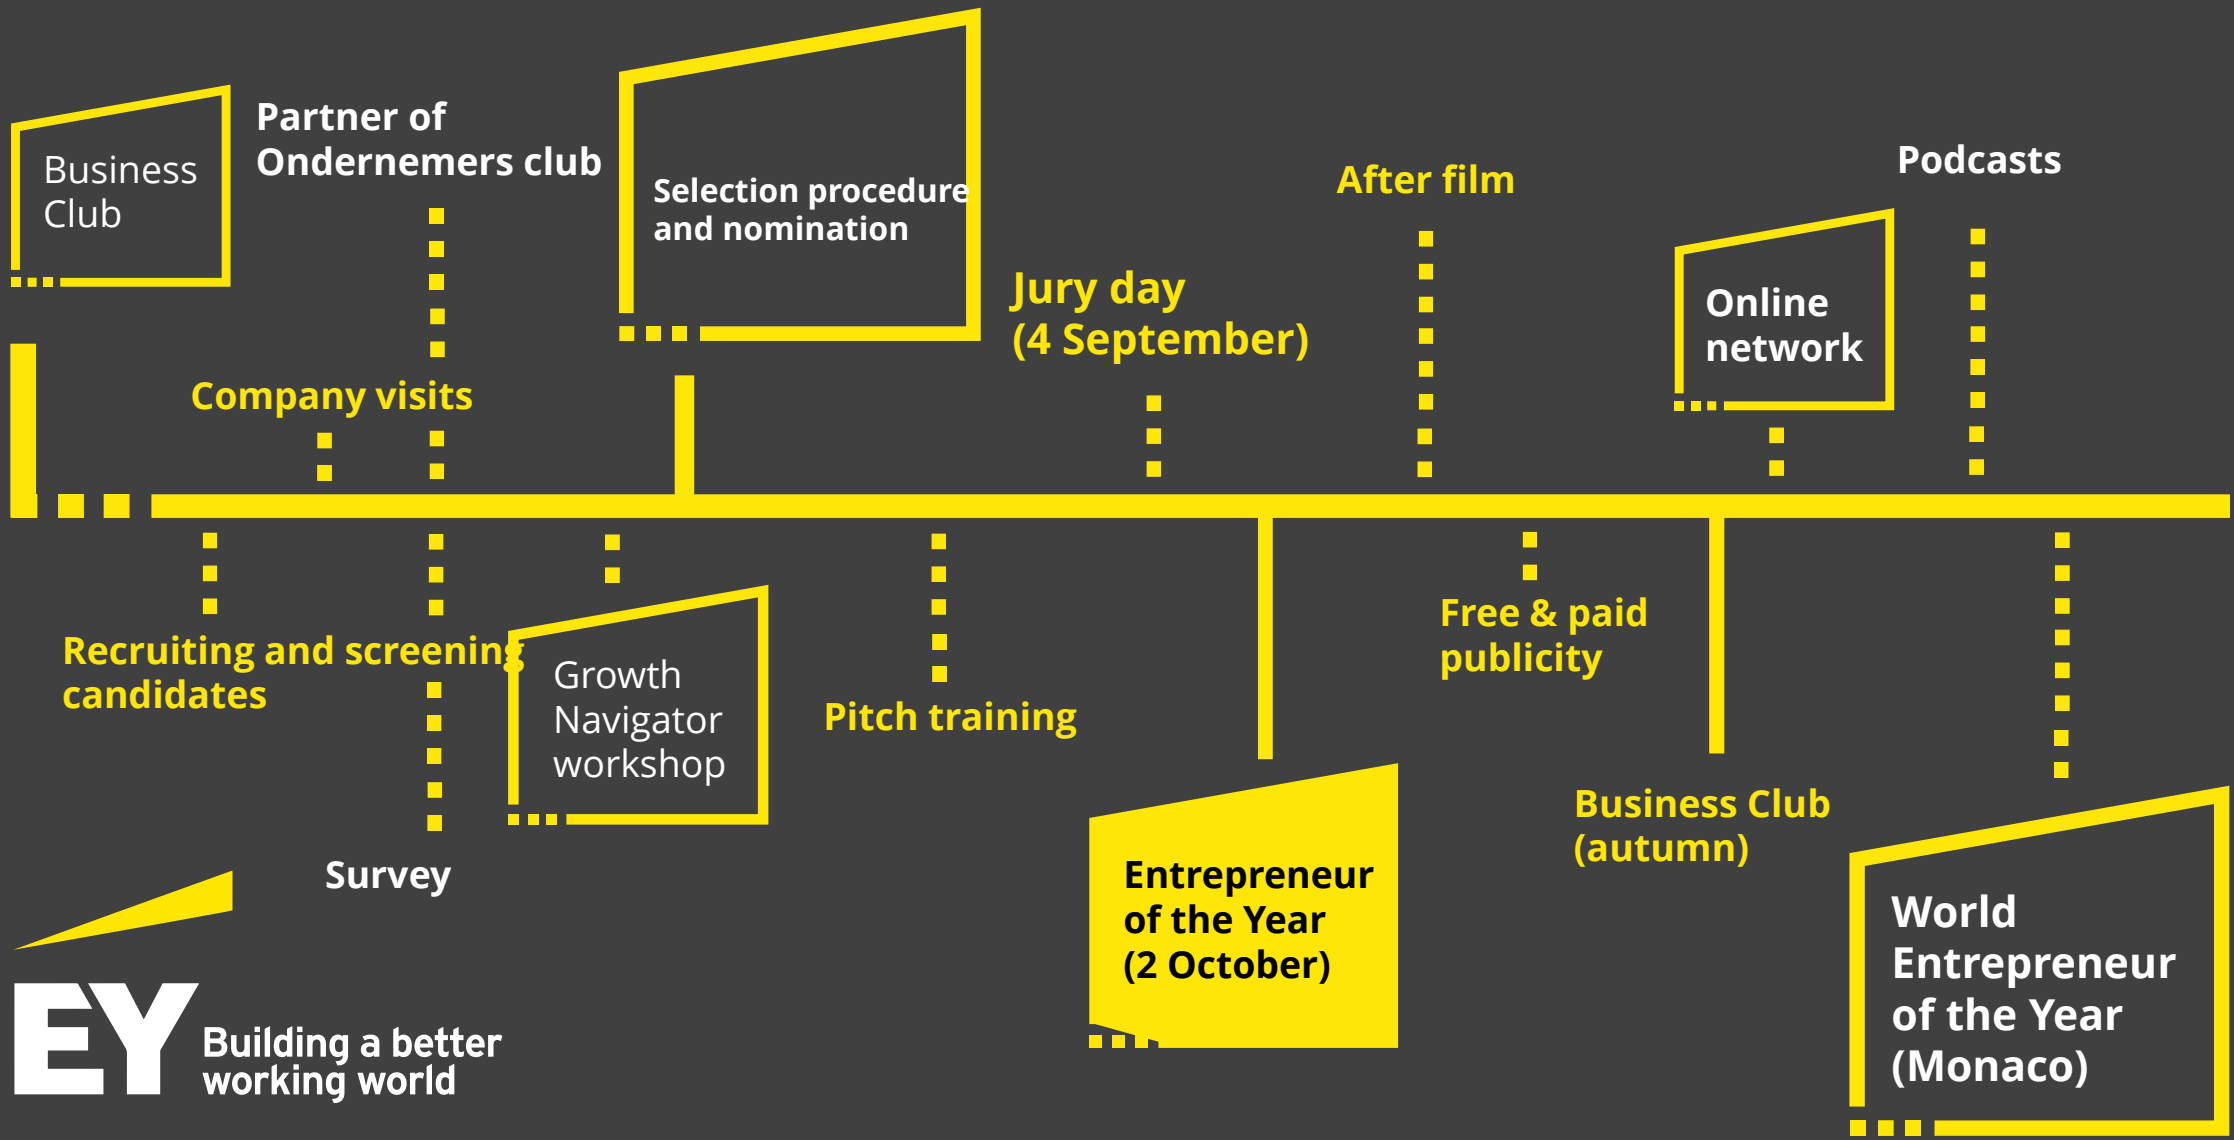 Business
Club
Partner of
Ondernemers club
Selection procedure
and nomination
After film
Podcasts
Jury day
(4 September)
Online
network
Company visits
Recruiting and screening
candidates
Growth
Navigator
workshop
Pitch training
Free & paid
publicity
Survey
Entrepreneur
of the Year
(2 October)
Business Club
(autumn)
World
Entrepreneur
of the Year
(Monaco)
EY
Building a better
working world